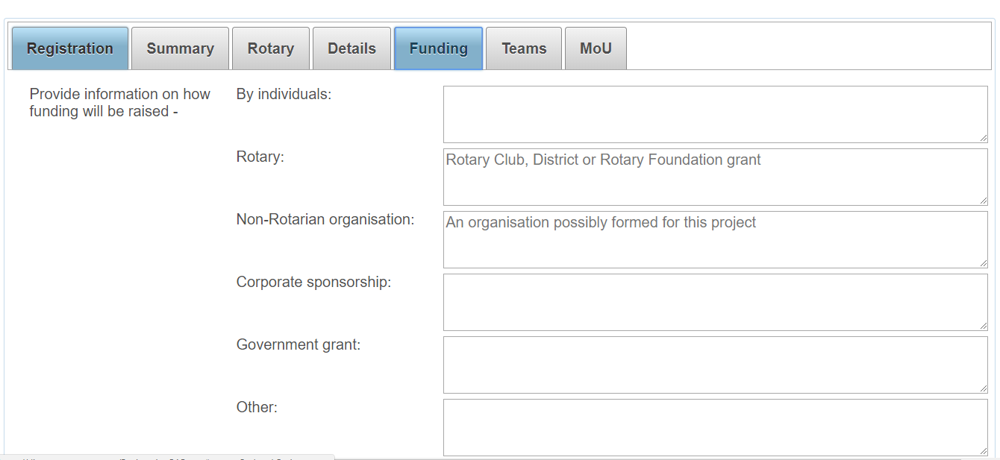 Registration Summary Rotary Details Funding Teams MoU
Provide information on how
funding will be raised -
By individuals:
Rotary:
Rotary Club, District or Rotary Foundation grant
Non-Rotarian organisation:
An organisation possibly formed for this project
Corporate sponsorship:
Government grant:
Other: